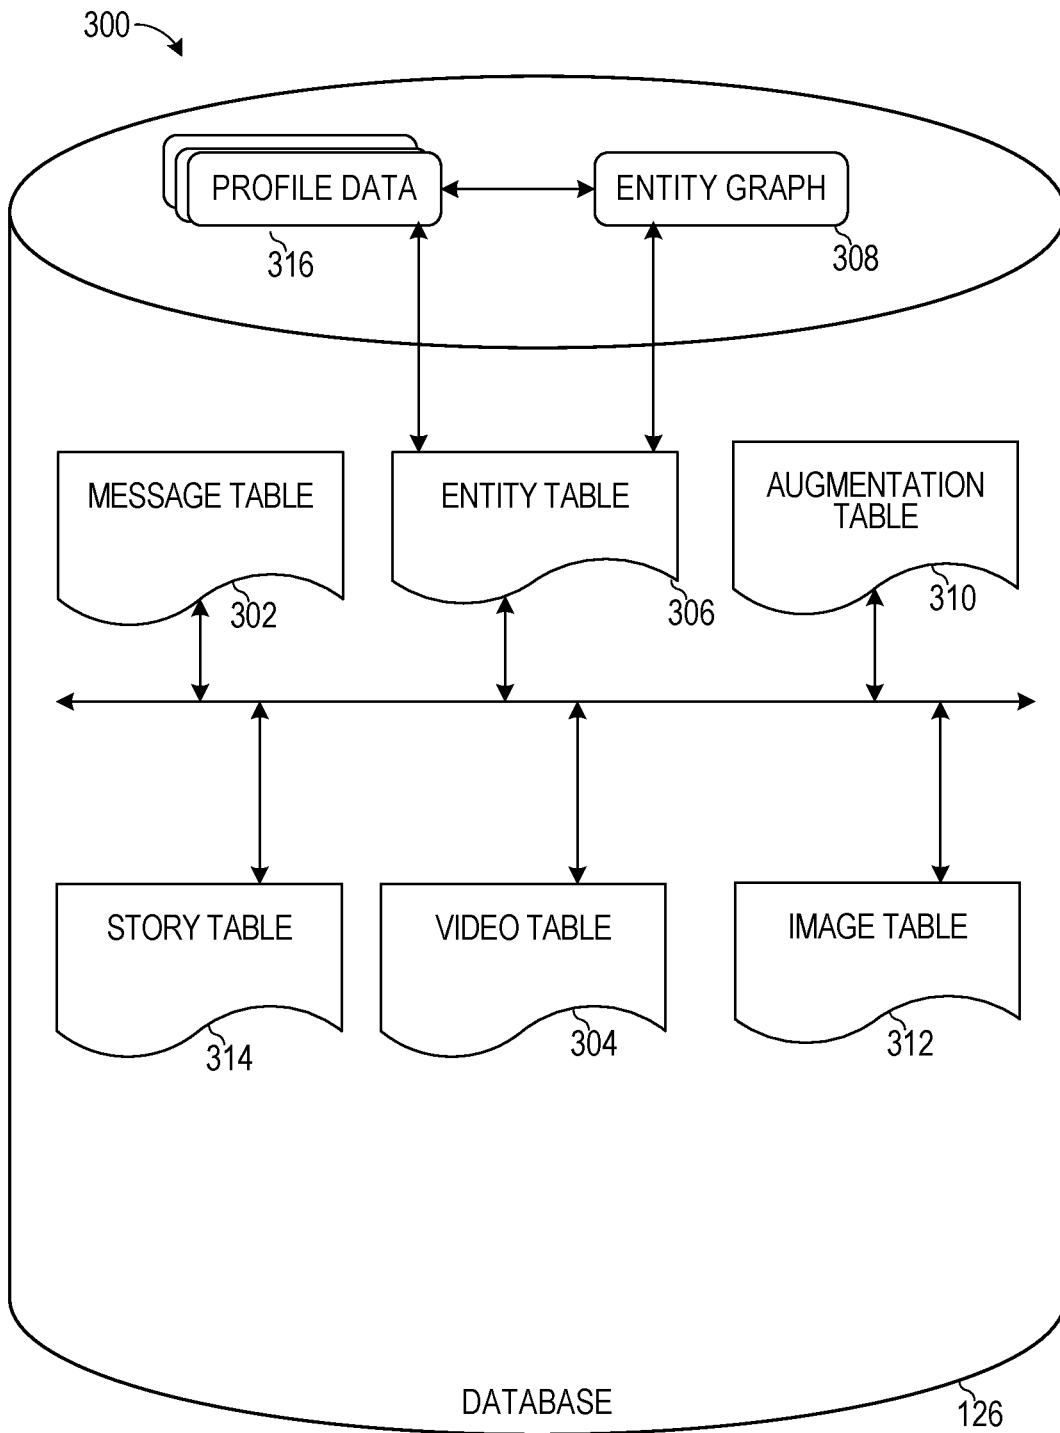 300
PROFILE DATA
ENTITY GRAPH
316
308
MESSAGE TABLE
ENTITY TABLE
AUGMENTATION
TABLE
302
306
310
STORY TABLE
VIDEO TABLE
IMAGE TABLE
314
304
312
DATABASE
126